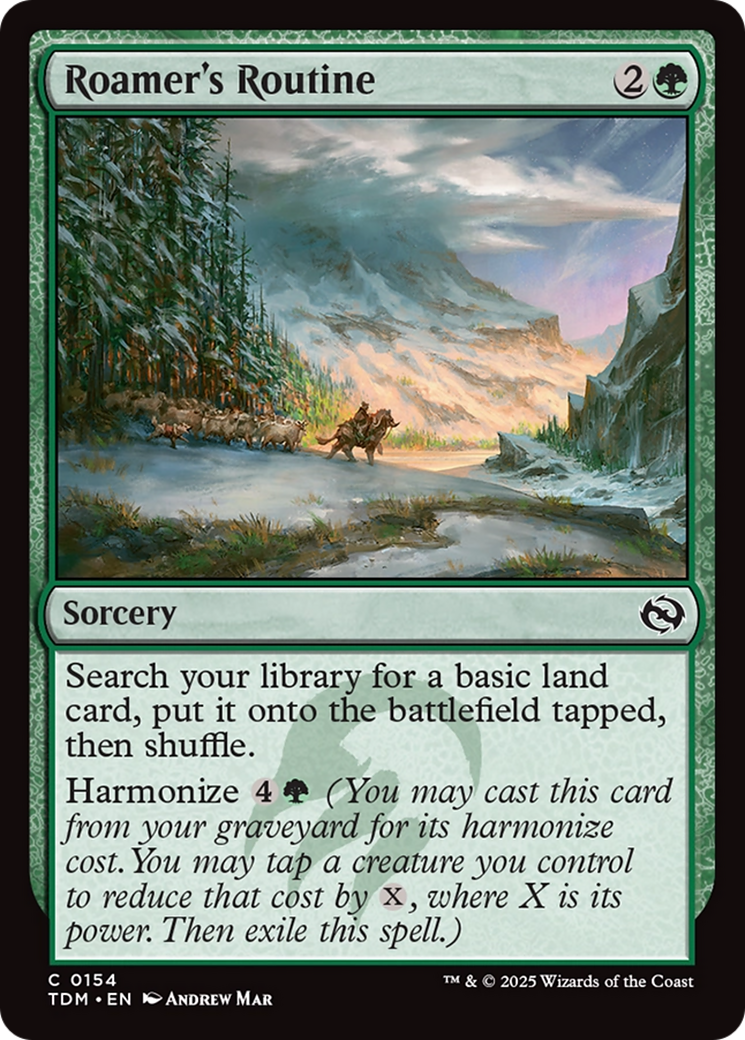 Roamer's Routine 2
Sorcery
Search your library for a basic land
card, put it onto the battlefield tapped,
then shuffle.
Harmonize 4 (You may cast this card
from your graveyard for its harmonize
cost. You may tap a creature you control
to reduce that cost by X, where X is its
power. Then exile this spell.)
C 0154
TDM • EN Andrew Mar
™ & © 2025 Wizards of the Coast